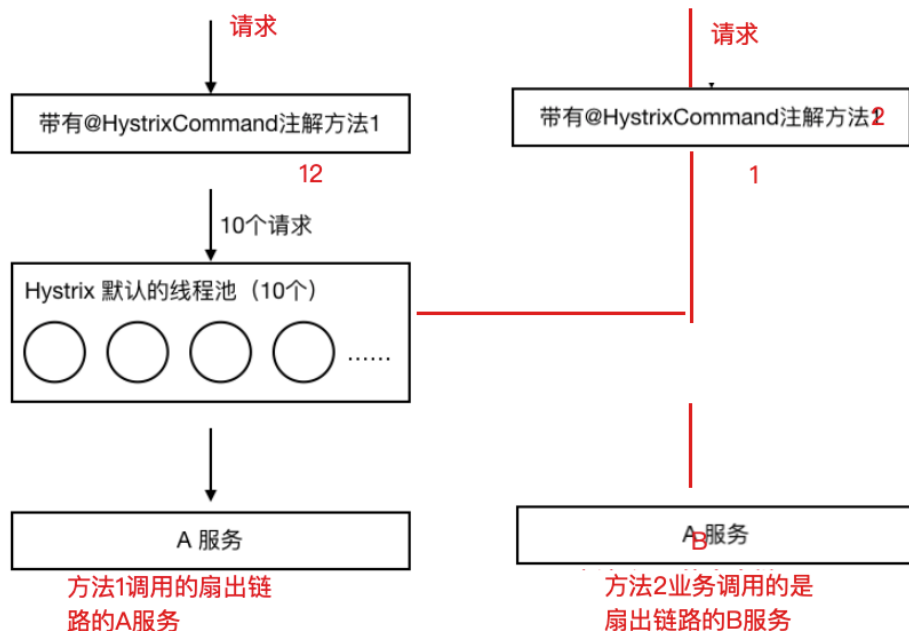 请求
带有@HystrixCommand注解方法1
12
10个请求
Hystrix 默认的线程池（10个）
......
A 服务
方法1调用的扇出链
路的A服务
请求
带有@HystrixCommand注解方法2
1
B 服务
方法2业务调用的是
扇出链路的B服务